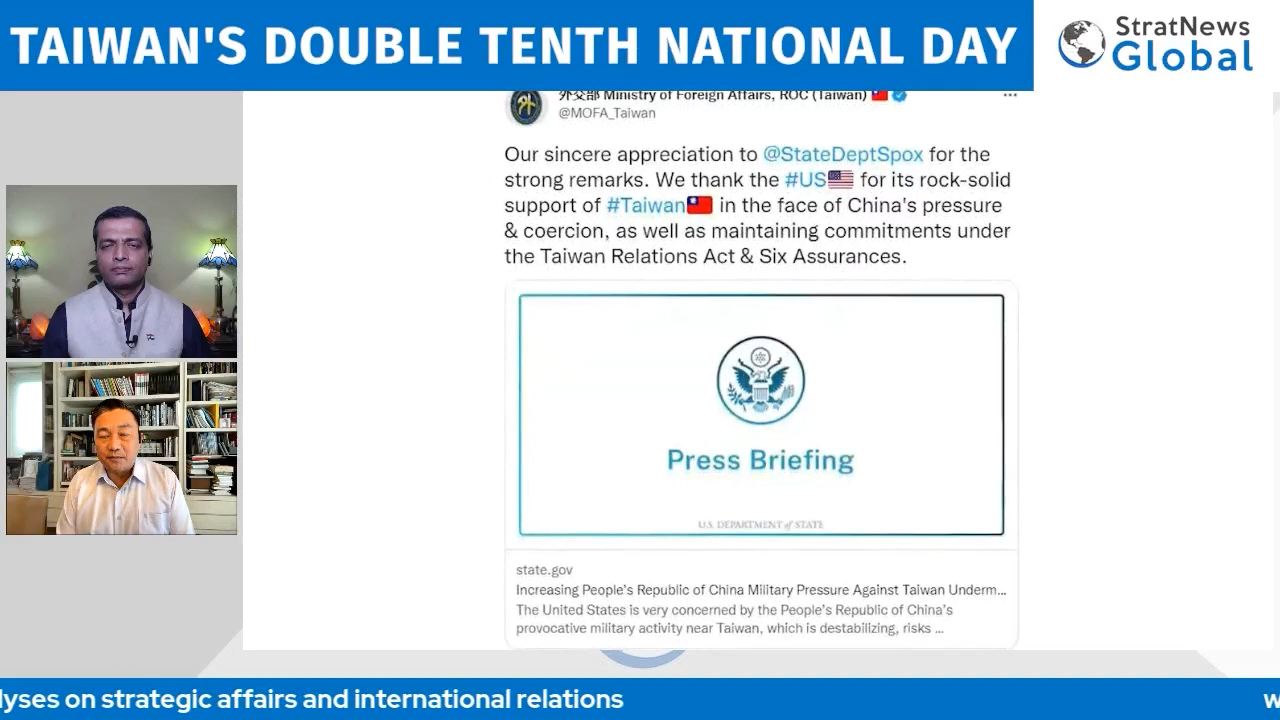 TAIWAN'S DOUBLE TENTH NATIONAL DAY
StratNews
Global
外交部 Ministry of Foreign Affairs, ROC (Taiwan)
@MOFA_Taiwan
Our sincere appreciation to @StateDeptSpox for the
strong remarks. We thank the #US🇺🇸 for its rock-solid
support of #Taiwan🇹🇼 in the face of China's pressure
& coercion, as well as maintaining commitments under
the Taiwan Relations Act & Six Assurances.
Press Briefing
U.S. DEPARTMENT of STATE
state.gov
Increasing People's Republic of China Military Pressure Against Taiwan Underm...
The United States is very concerned by the People's Republic of China's
provocative military activity near Taiwan, which is destabilizing, risks ...
lyses on strategic affairs and international relations
w